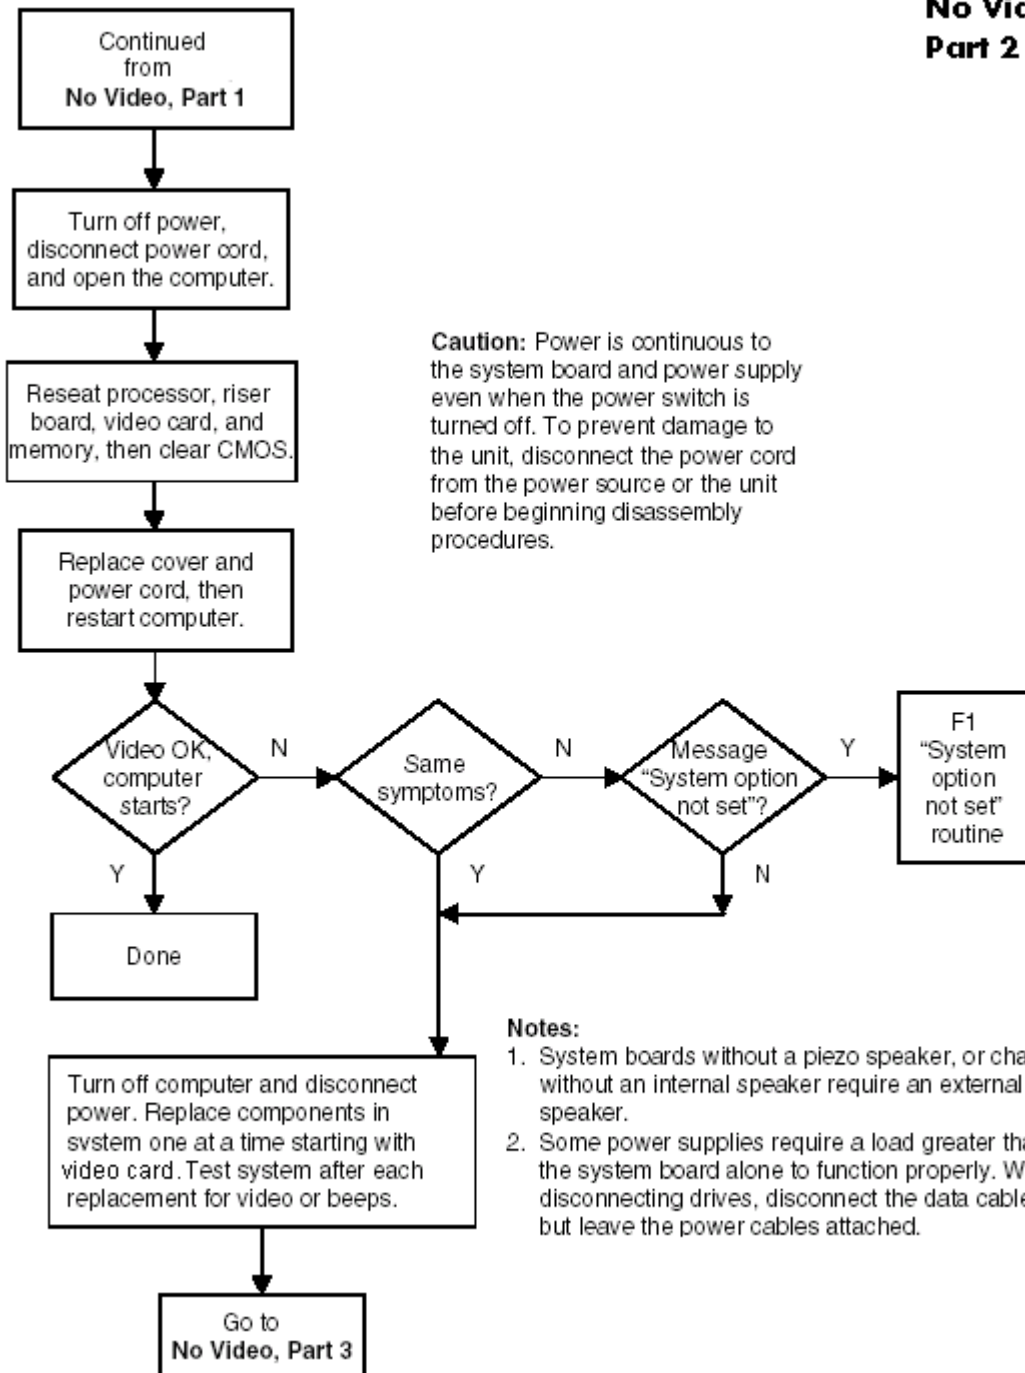 No Vid
Part 2
Continued
from
No Video, Part 1
Turn off power,
disconnect power cord,
and open the computer.
Reseat processor, riser
board, video card, and
memory, then clear CMOS.
Caution: Power is continuous to
the system board and power supply
even when the power switch is
turned off. To prevent damage to
the unit, disconnect the power cord
from the power source or the unit
before beginning disassembly
procedures.
Replace cover and
power cord, then
restart computer.
Video OK,
computer
starts?
N
Same
symptoms?
N
Message
"System option
not set"?
Y
F1
"System
option
not set"
routine
Y
Y
N
Done
Turn off computer and disconnect
power. Replace components in
system one at a time starting with
video card. Test system after each
replacement for video or beeps.
Notes:
1. System boards without a piezo speaker, or cha
without an internal speaker require an external
speaker.
2. Some power supplies require a load greater tha
the system board alone to function properly. W
disconnecting drives, disconnect the data cable
but leave the power cables attached.
Go to
No Video, Part 3